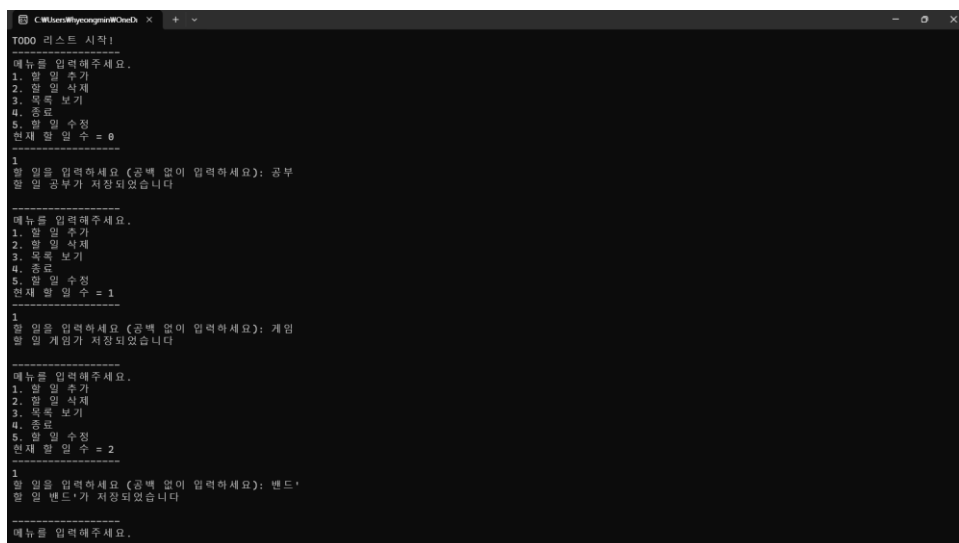 C:₩Users₩hyeongmin₩OneDr
TODO 리스트 시작!
------------------
메뉴를 입력해주세요.
1. 할 일 추가
2. 할 일 삭제
3. 목록 보기
4. 종료
5. 할 일 수정
현재 할 일 수 = 0
------------------
1
할 일을 입력하세요 (공백 없이 입력하세요): 공부
할 일 공부가 저장되었습니다
------------------
메뉴를 입력해주세요.
1. 할 일 추가
2. 할 일 삭제
3. 목록 보기
4. 종료
5. 할 일 수정
현재 할 일 수 = 1
------------------
1
할 일을 입력하세요 (공백 없이 입력하세요): 게임
할 일 게임가 저장되었습니다
------------------
메뉴를 입력해주세요.
1. 할 일 추가
2. 할 일 삭제
3. 목록 보기
4. 종료
5. 할 일 수정
현재 할 일 수 = 2
------------------
1
할 일을 입력하세요 (공백 없이 입력하세요): 밴드'
할 일 밴드'가 저장되었습니다
------------------
메뉴를 입력해주세요.